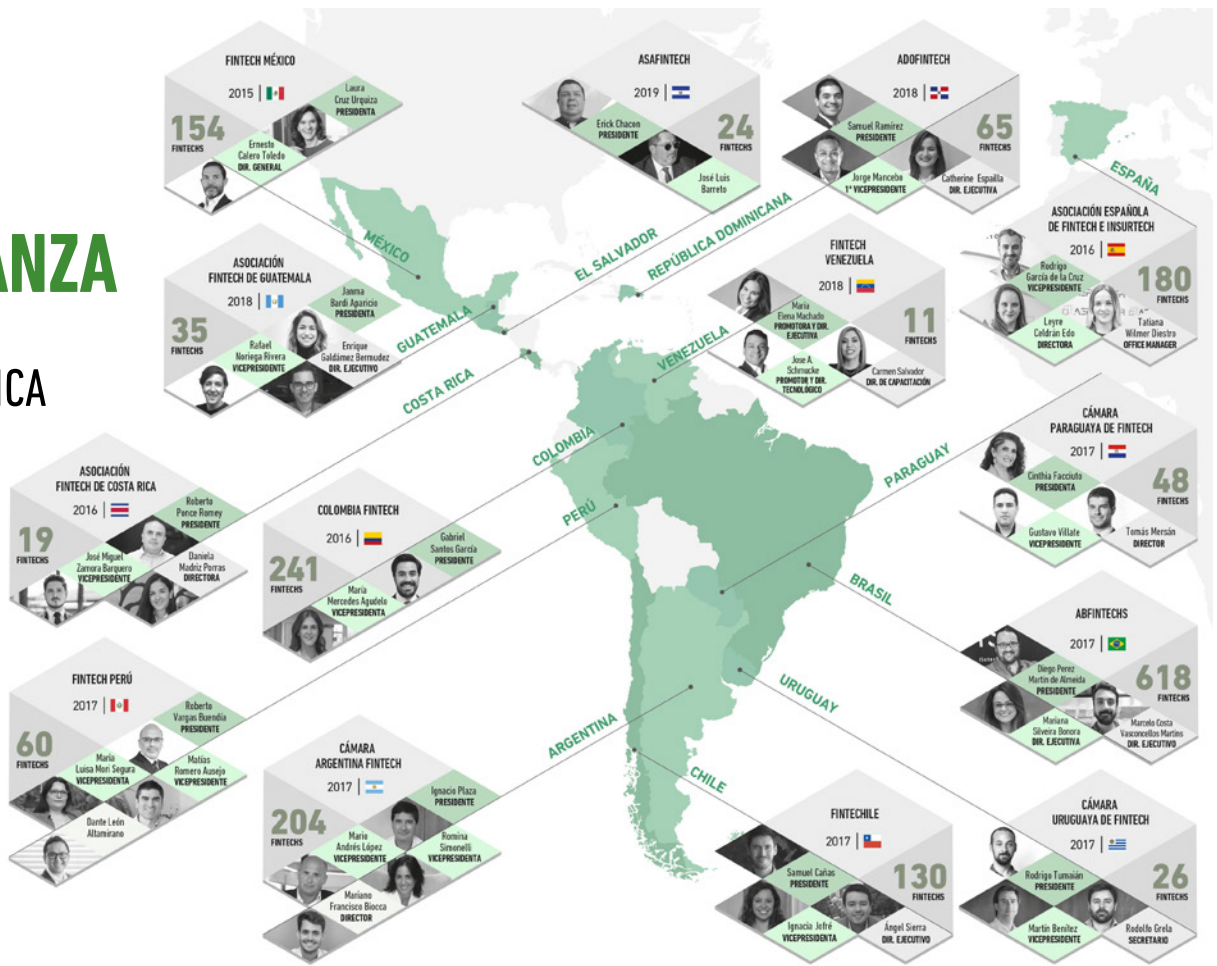 ANZA
ICA
FINTECH MÉXICO
2015
154
FINTECHS
Laura
Cruz Urquiza
PRESIDENTA
Ernesto
Calero Toledo
DIR. GENERAL
ASAFINTECH
2019
Erick Chacon
PRESIDENTE
24
FINTECHS
José Luis
Barreto
ADOFINTECH
2018
Samuel Ramírez
PRESIDENTE
65
FINTECHS
Jorge Mancebo
1º VICEPRESIDENTE
Catherine Espailla
DIR. EJECUTIVA
ESPAÑA
ASOCIACIÓN ESPAÑOLA
DE FINTECH E INSURTECH
2016
Rodrigo
García de la Cruz
VICEPRESIDENTE
180
FINTECHS
Leyre
Celdrán Edo
DIRECTORA
Tatiana
Wilmer Diestro
OFFICE MANAGER
MÉXICO
EL SALVADOR
REPÚBLICA DOMINICANA
GUATEMALA
COSTA RICA
VENEZUELA
COLOMBIA
PERÚ
PARAGUAY
BRASIL
URUGUAY
ARGENTINA
CHILE
ASOCIACIÓN
FINTECH DE GUATEMALA
2018
Janma
Bardi Aparicio
PRESIDENTA
35
FINTECHS
Rafael
Noriega Rivera
VICEPRESIDENTE
Enrique
Galdámez Bermudez
DIR. EJECUTIVO
FINTECH
VENEZUELA
2018
María
Elena Machado
PROMOTORA Y DIR.
EJECUTIVA
11
FINTECHS
Jose A.
Schmucke
PROMOTOR Y DIR.
TECNOLÓGICO
Carmen Salvador
DIR. DE CAPACITACIÓN
ASOCIACIÓN
FINTECH DE COSTA RICA
2016
Roberto
Ponce Romey
PRESIDENTE
19
FINTECHS
José Miguel
Zamora Barquero
VICEPRESIDENTE
Daniela
Madriz Porras
DIRECTORA
COLOMBIA FINTECH
2016
Gabriel
Santos García
PRESIDENTE
241
FINTECHS
María
Mercedes Agudelo
VICEPRESIDENTA
CÁMARA
PARAGUAYA DE FINTECH
2017
Cinthia Facciuto
PRESIDENTA
48
FINTECHS
Gustavo Villate
VICEPRESIDENTE
Tomás Mersán
DIRECTOR
ABFINTECHS
2017
Diego Perez
Martin de Almeida
PRESIDENTE
618
FINTECHS
Mariana
Silveira Bonora
DIR. EJECUTIVA
Marcelo Costa
Vasconcellos Martins
DIR. EJECUTIVO
FINTECH PERÚ
2017
Roberto
Vargas Buendía
PRESIDENTE
60
FINTECHS
María
Luisa Mori Segura
VICEPRESIDENTA
Matías
Romero Ausejo
VICEPRESIDENTE
Dante León
Altamirano
CÁMARA
ARGENTINA FINTECH
2017
Ignacio Plaza
PRESIDENTE
204
FINTECHS
Mario
Andrés López
VICEPRESIDENTE
Romina
Simonelli
VICEPRESIDENTA
Mariano
Francisco Biocca
DIRECTOR
FINTECHILE
2017
Samuel Cañas
PRESIDENTE
130
FINTECHS
Ignacia Jofré
VICEPRESIDENTA
Ángel Sierra
DIR. EJECUTIVO
CÁMARA
URUGUAYA DE FINTECH
2017
Rodrigo Tumaián
PRESIDENTE
26
FINTECHS
Martín Benítez
VICEPRESIDENTE
Rodolfo Grela
SECRETARIO